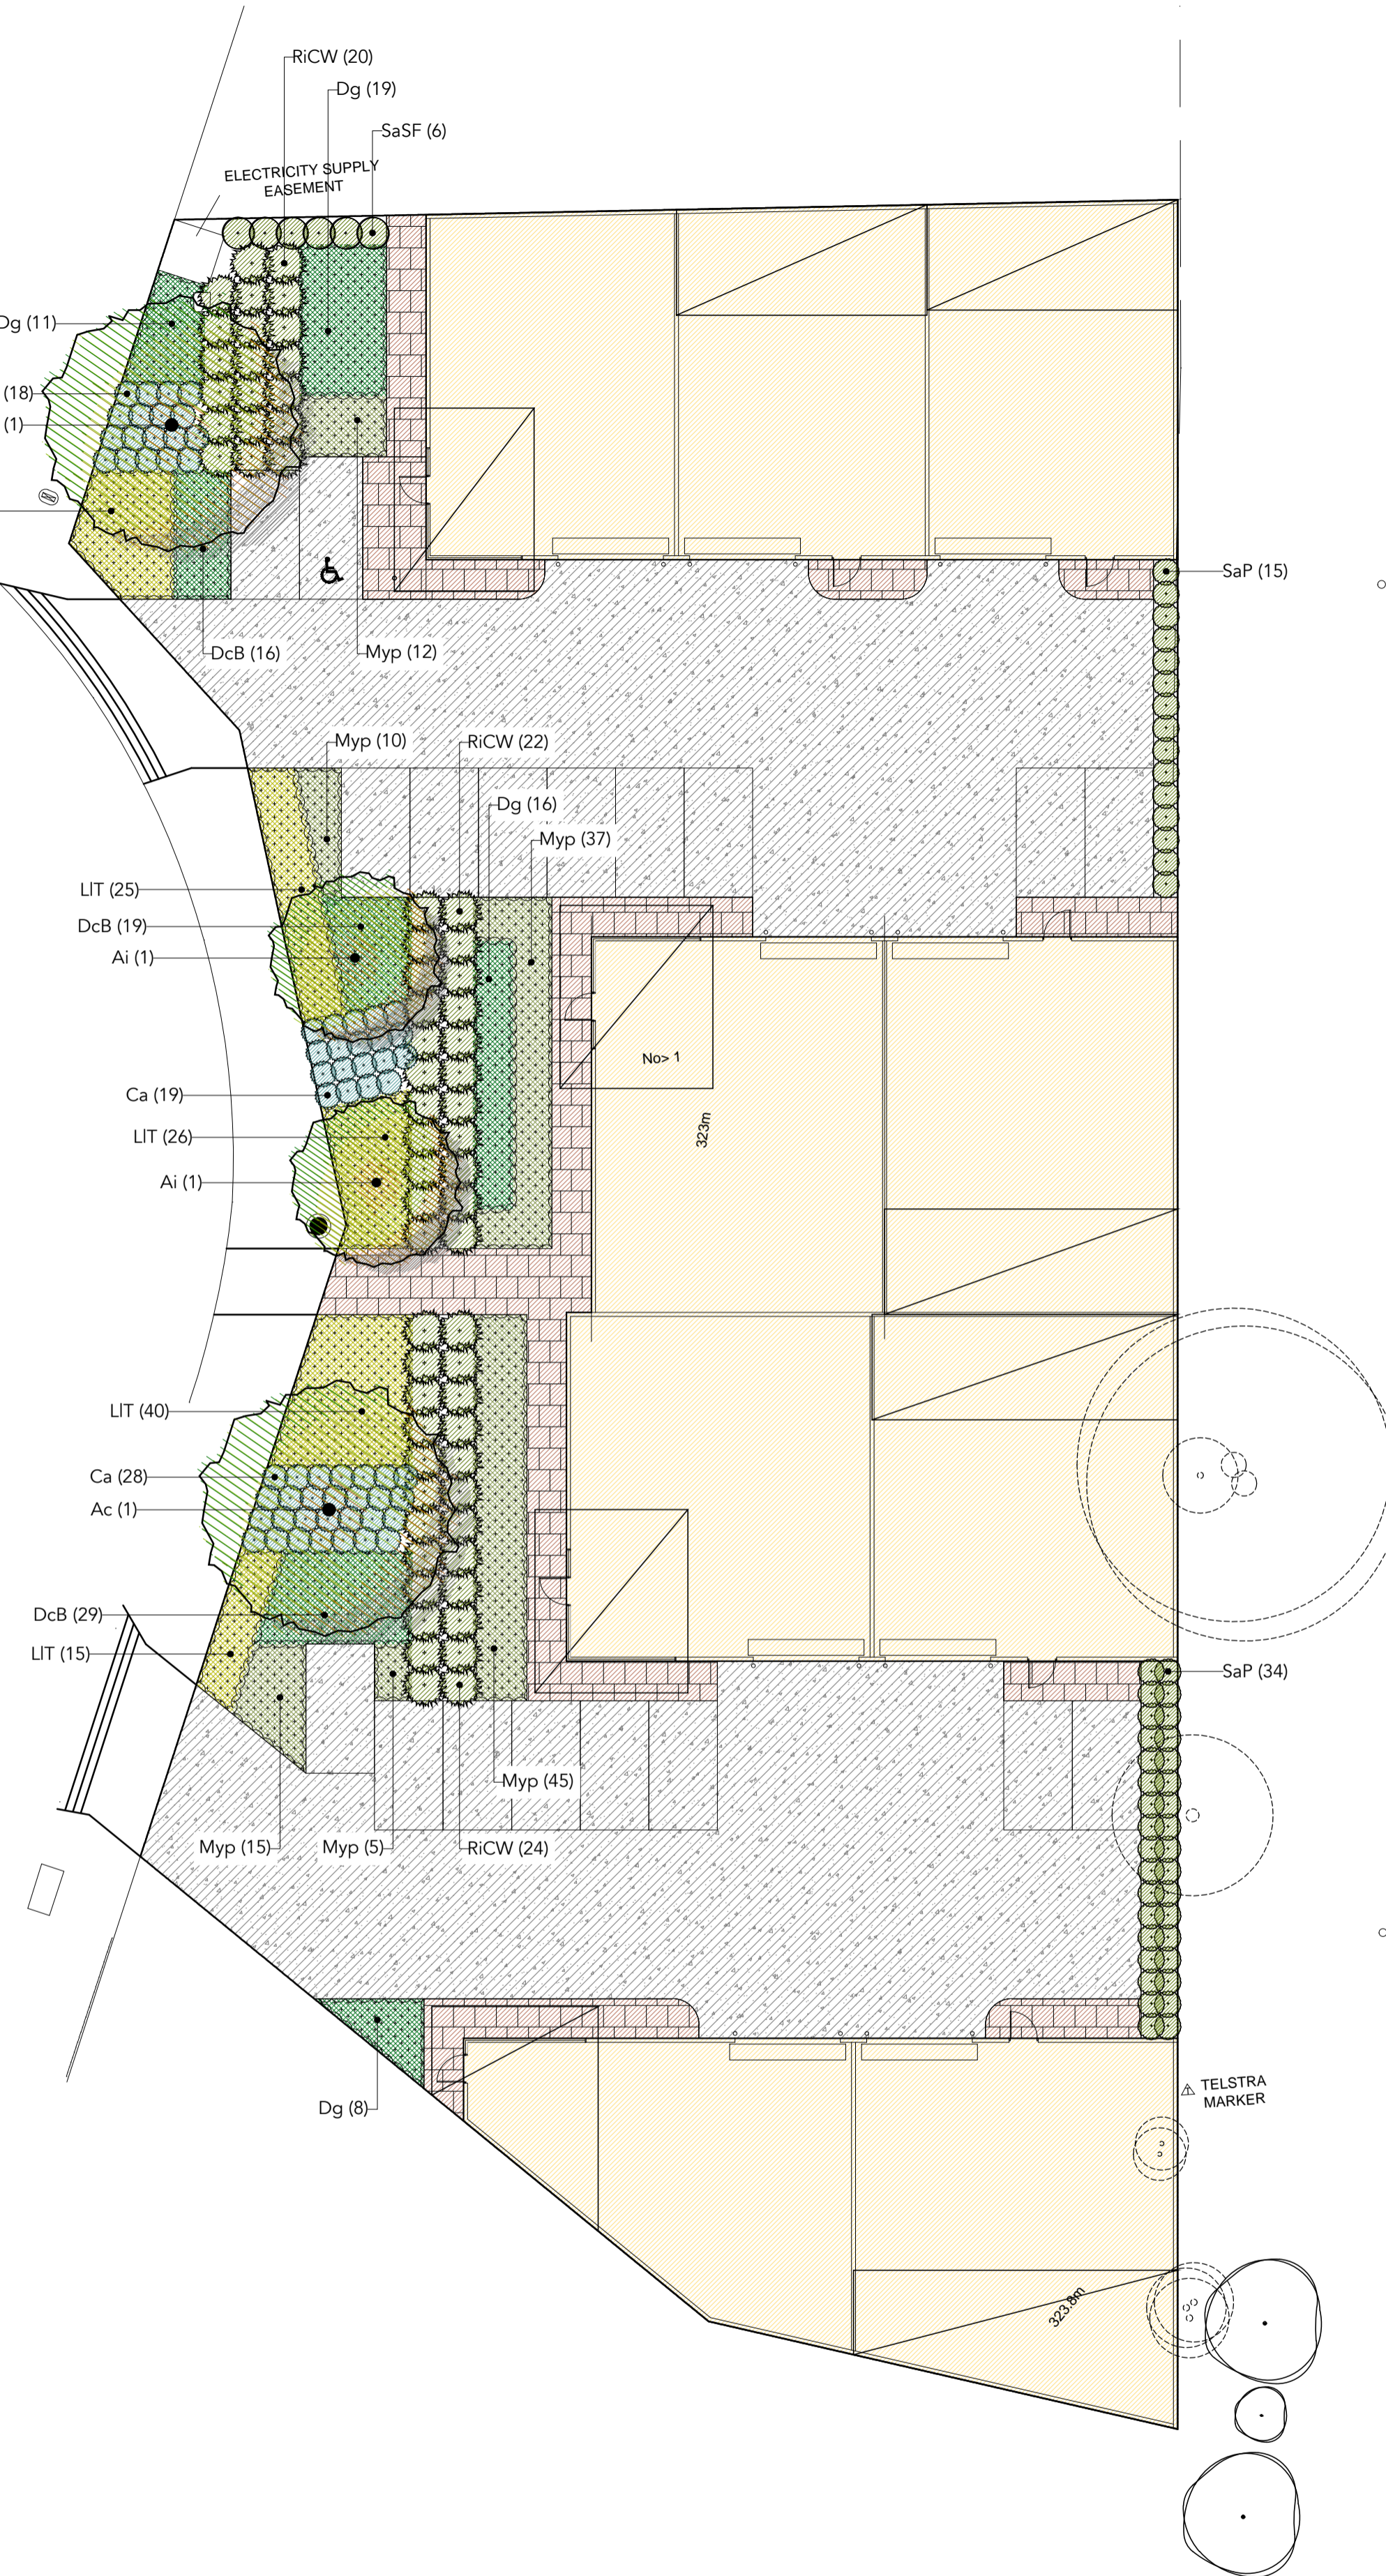 RiCW (20)
Dg (19)
SaSF (6)
ELECTRICITY SUPPLY
EASEMENT
Dg (11)
(18)
(1)
SaP (15)
DcB (16)
Myp (12)
Myp (10)
RiCW (22)
Dg (16)
Myp (37)
LlT (25)
DcB (19)
Ai (1)
No> 1
Ca (19)
323m
LlT (26)
Ai (1)
LlT (40)
Ca (28)
Ac (1)
DcB (29)
LlT (15)
SaP (34)
Myp (45)
Myp (15)
Myp (5)
RiCW (24)
TELSTRA
MARKER
Dg (8)
323.8m